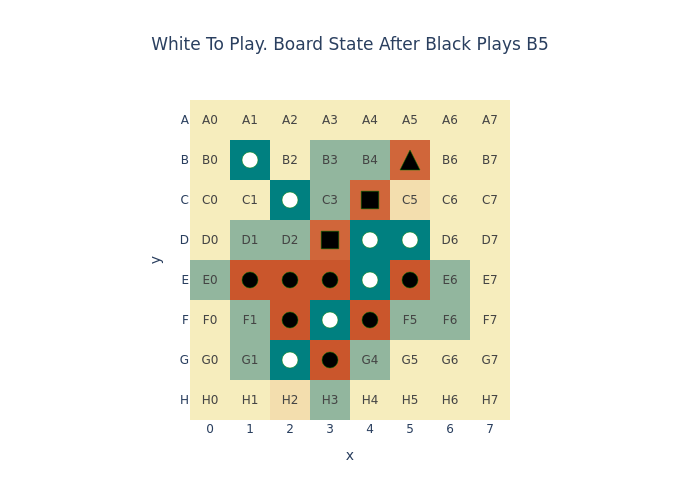 White To Play. Board State After Black Plays B5
A A0 A1 A2 A3 A4 A5 A6 A7
B B0 B2 B3 B4 B6 B7
C C0 C1 C3 C5 C6 C7
D D0 D1 D2 D6 D7
E E0 E6 E7
F F0 F1 F5 F6 F7
G G0 G1 G4 G5 G6 G7
H H0 H1 H2 H3 H4 H5 H6 H7
0 1 2 3 4 5 6 7
x
y